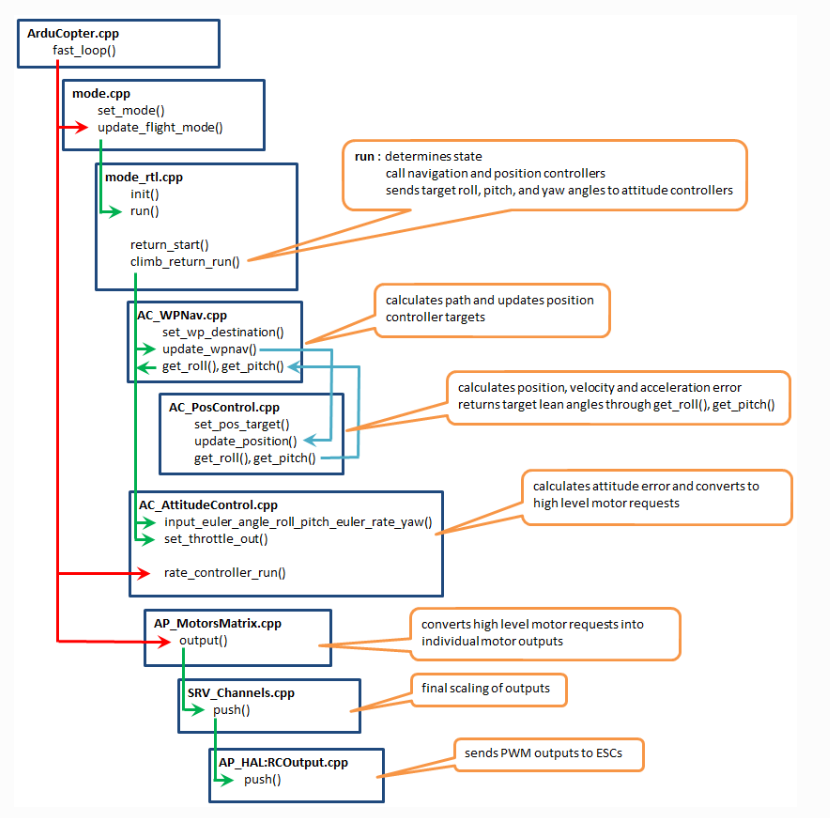 ArduCopter.cpp
fast_loop()
mode.cpp
set_mode()
update_flight_mode()
run : determines state
call navigation and position controllers
sends target roll, pitch, and yaw angles to attitude controllers
mode_rtl.cpp
init()
run()
return_start()
climb_return_run()
calculates path and updates position
controller targets
AC_WPNav.cpp
set_wp_destination()
update_wpnav()
get_roll(), get_pitch()
calculates position, velocity and acceleration error
returns target lean angles through get_roll(), get_pitch()
AC_PosControl.cpp
set_pos_target()
update_position()
get_roll(), get_pitch()
calculates attitude error and converts to
high level motor requests
AC_AttitudeControl.cpp
input_euler_angle_roll_pitch_euler_rate_yaw()
set_throttle_out()
rate_controller_run()
AP_MotorsMatrix.cpp
output()
converts high level motor requests into
individual motor outputs
SRV_Channels.cpp
push()
final scaling of outputs
AP_HAL:RCOutput.cpp
push()
sends PWM outputs to ESCs